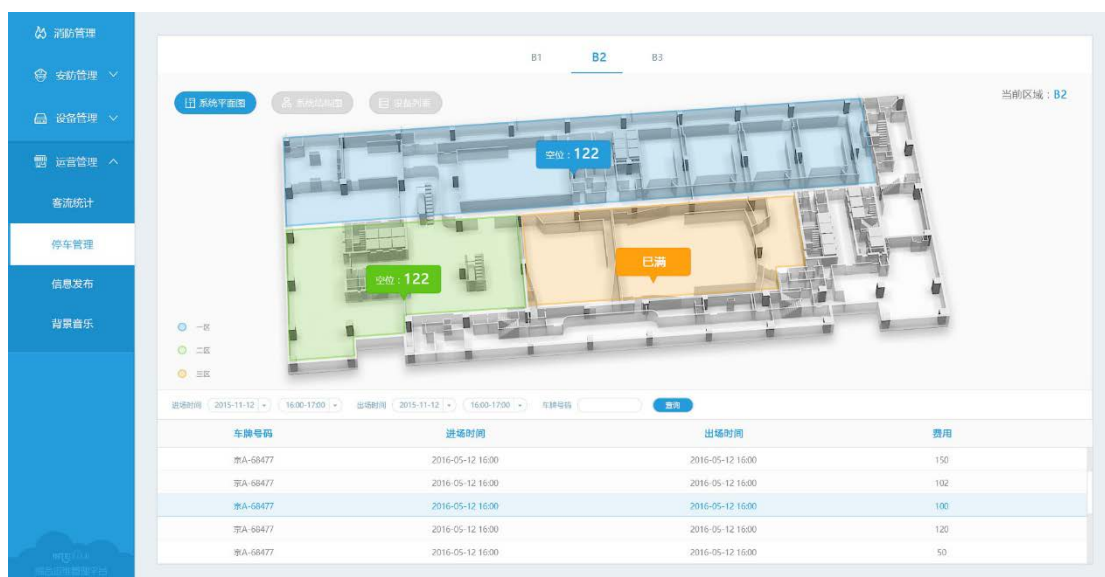 消防管理
安防管理
设备管理
运营管理
客流统计
停车管理
信息发布
背景音乐
B1 B2 B3
系统平面图 系统结构图 设备列表
当前区域：B2
空位：122
已满
空位：122
一区
二区
三区
进场时间 2015-11-12 16:00-17:00 出场时间 2015-11-12 16:00-17:00 车牌号码 查询
车牌号码 进场时间 出场时间 费用
京A-68477 2016-05-12 16:00 2016-05-12 16:00 150
京A-68477 2016-05-12 16:00 2016-05-12 16:00 102
京A-68477 2016-05-12 16:00 2016-05-12 16:00 100
京A-68477 2016-05-12 16:00 2016-05-12 16:00 120
京A-68477 2016-05-12 16:00 2016-05-12 16:00 50